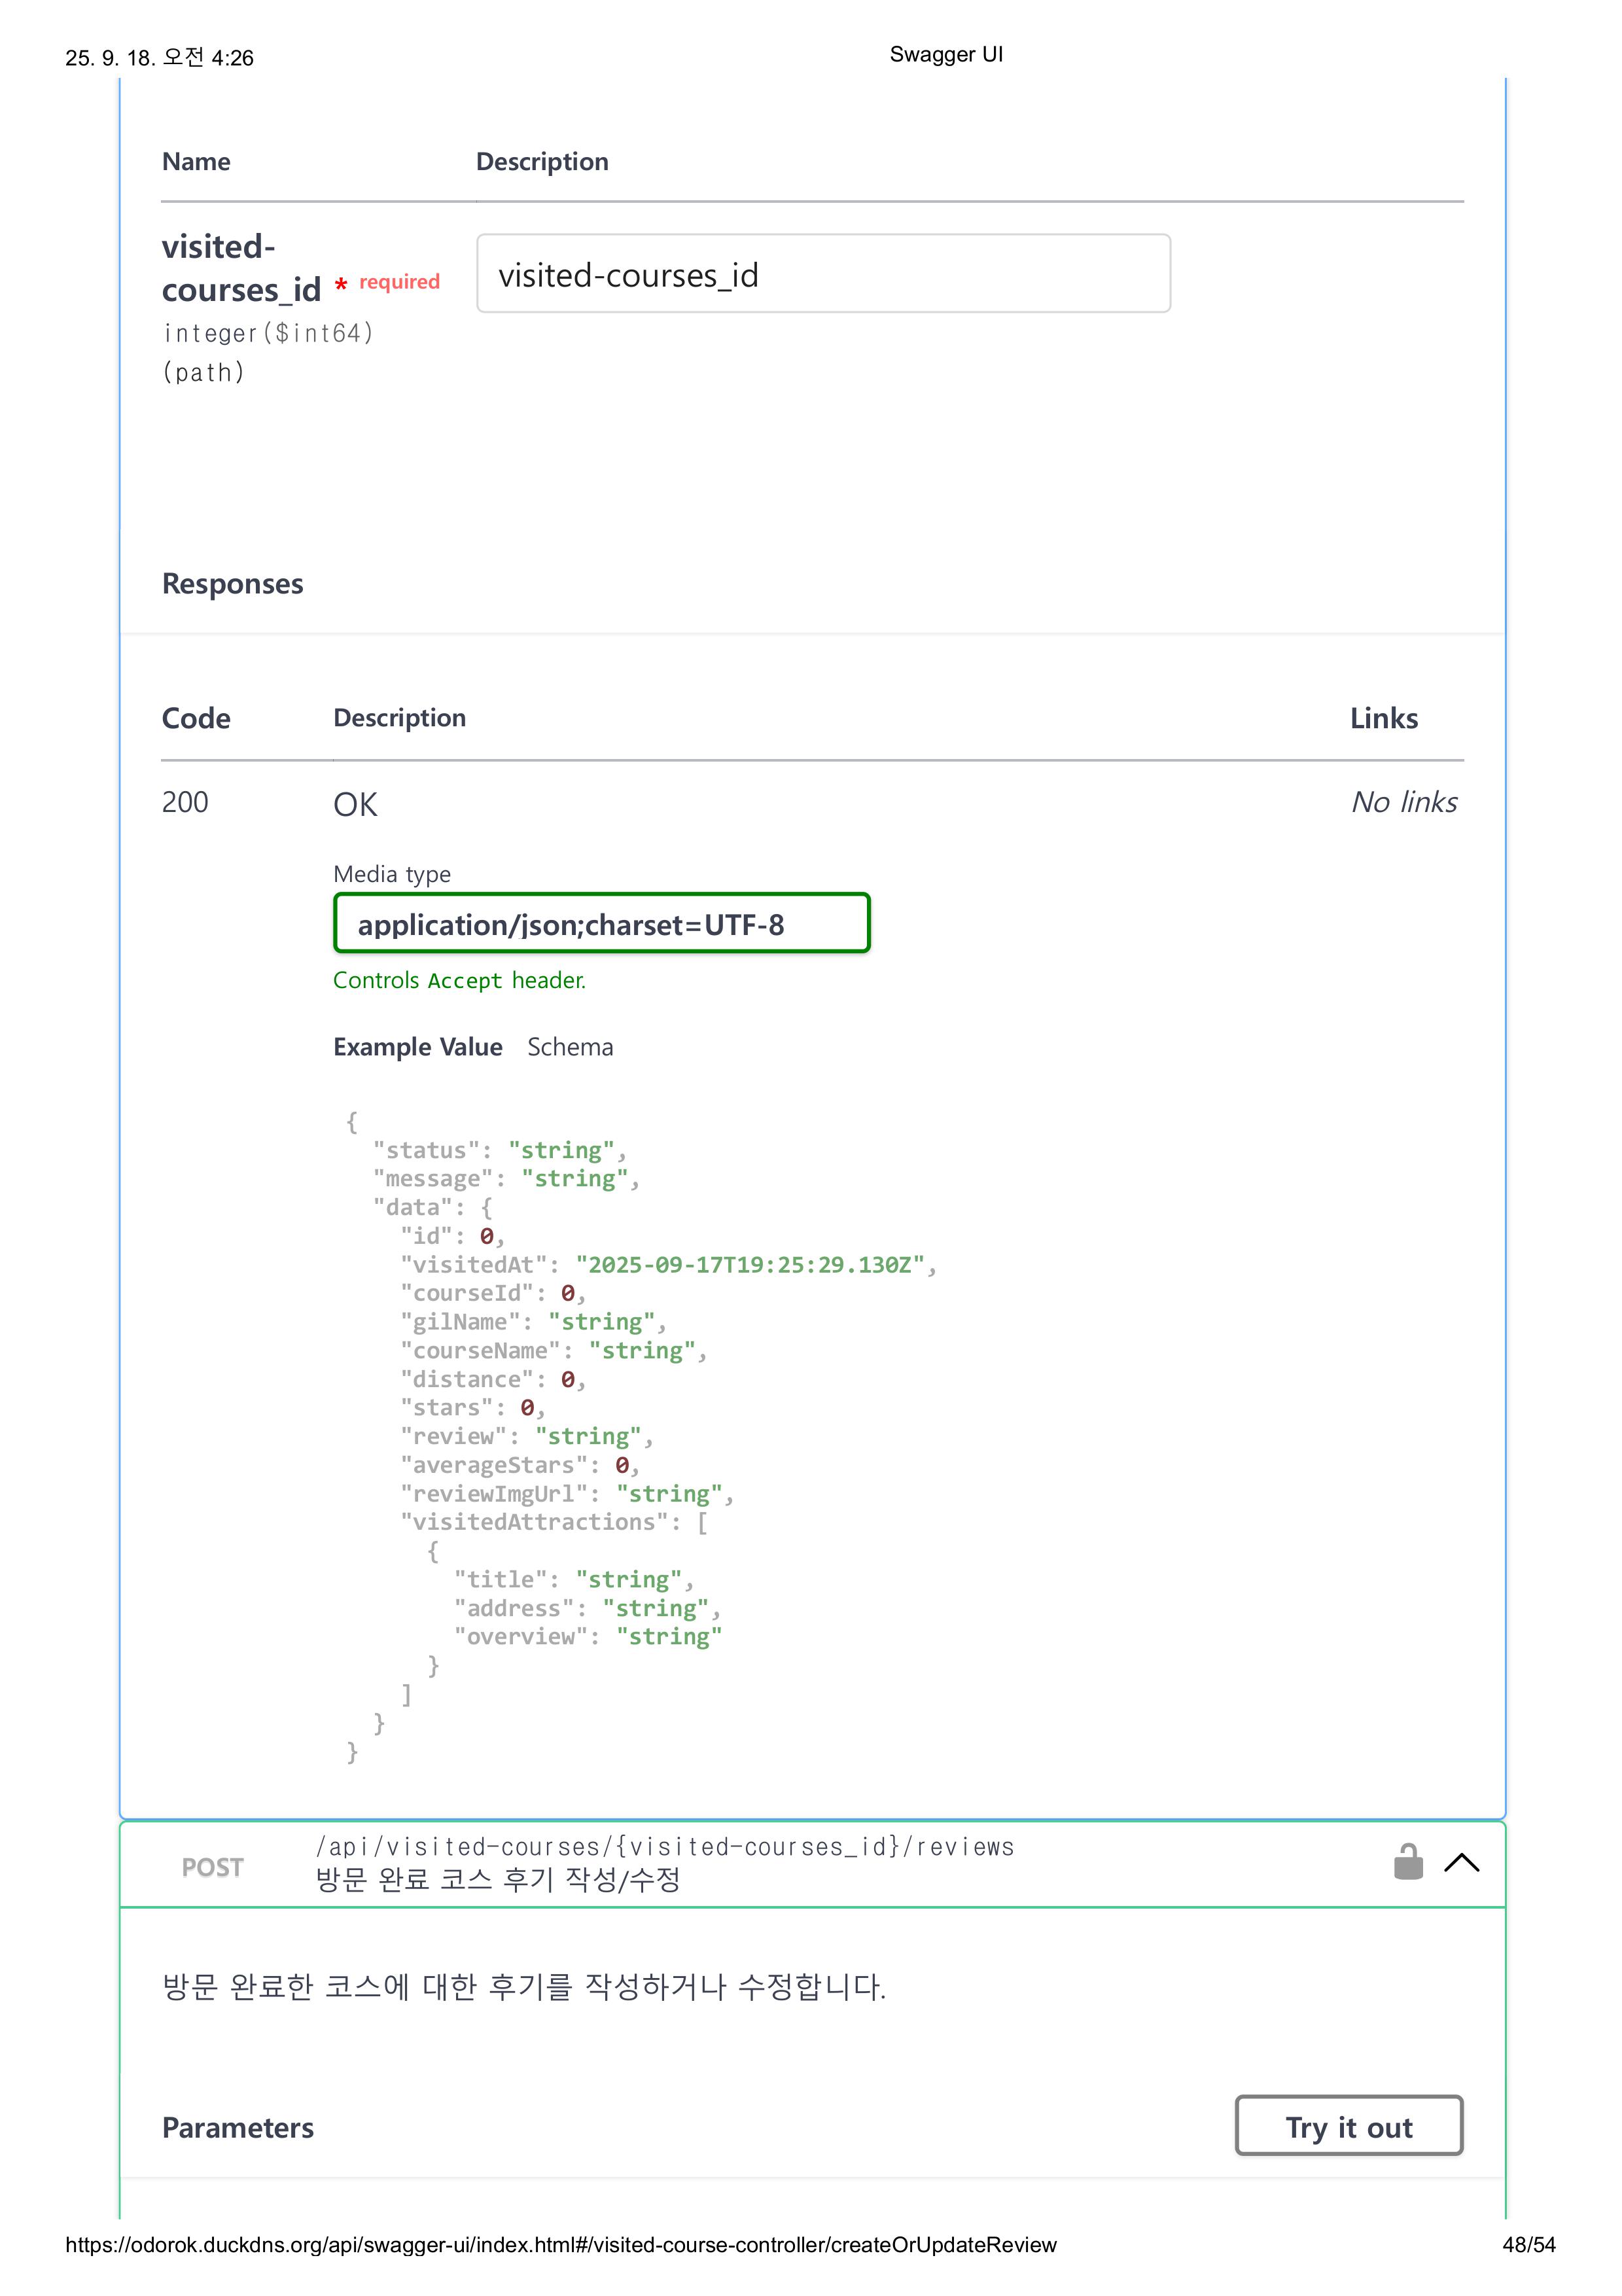 25. 9. 18. 오전 4:26
Swagger UI
Name
Description
visited-
courses_id * required
integer($int64)
(path)
visited-courses_id
Responses
Code
Description
Links
200
OK
No links
Media type
application/json;charset=UTF-8
Controls Accept header.
Example Value
Schema
{
  "status": "string",
  "message": "string",
  "data": {
    "id": 0,
    "visitedAt": "2025-09-17T19:25:29.130Z",
    "courseId": 0,
    "gilName": "string",
    "courseName": "string",
    "distance": 0,
    "stars": 0,
    "review": "string",
    "averageStars": 0,
    "reviewImgUrl": "string",
    "visitedAttractions": [
      {
        "title": "string",
        "address": "string",
        "overview": "string"
      }
    ]
  }
}
POST
/api/visited-courses/{visited-courses_id}/reviews
방문 완료 코스 후기 작성/수정
방문 완료한 코스에 대한 후기를 작성하거나 수정합니다.
Parameters
Try it out
https://odorok.duckdns.org/api/swagger-ui/index.html#/visited-course-controller/createOrUpdateReview
48/54